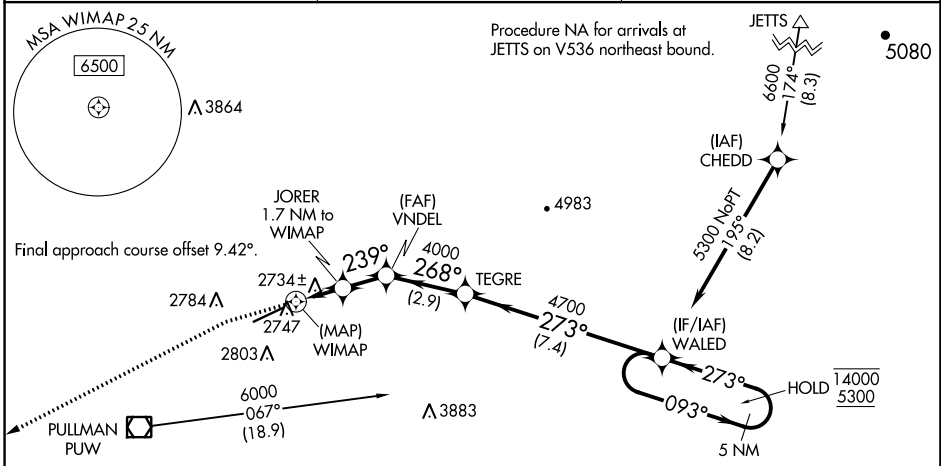 MSA WIMAP 25 NM
6500
3864
Procedure NA for arrivals at
JETTS on V536 northeast bound.
JETTS
5080
6600
174°
(8.3)
(IAF)
CHEDD
5300 NoPT
195°
(8.2)
4983
JORER
1.7 NM to
WIMAP
(FAF)
VNDEL
Final approach course offset 9.42°.
239°
4000
268°
(2.9)
TEGRE
4700
273°
(7.4)
(IF/IAF)
WALED
2734±
2784
2747
(MAP)
WIMAP
2803
273°
093°
HOLD
14000
5300
5 NM
6000
067°
(18.9)
PULLMAN
PUW
3883